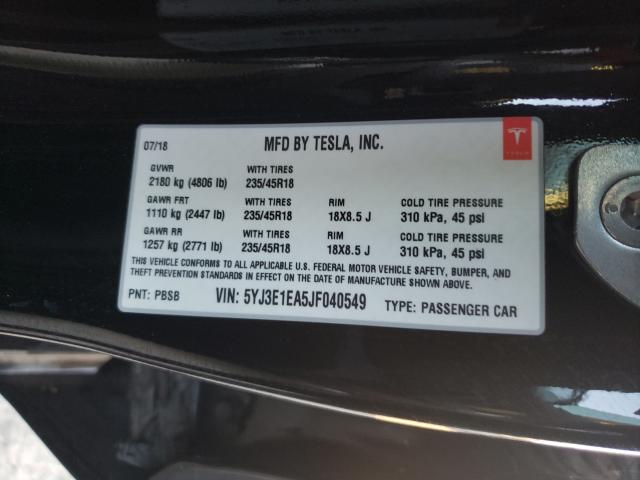 07/18 MFD BY TESLA, INC.
TESLA
GVWR WITH TIRES
2180 kg (4806 lb) 235/45R18
GAWR FRT WITH TIRES RIM COLD TIRE PRESSURE
1110 kg (2447 lb) 235/45R18 18X8.5 J 310 kPa, 45 psi
GAWR RR WITH TIRES RIM COLD TIRE PRESSURE
1257 kg (2771 lb) 235/45R18 18X8.5 J 310 kPa, 45 psi
THIS VEHICLE CONFORMS TO ALL APPLICABLE U.S. FEDERAL MOTOR VEHICLE SAFETY, BUMPER, AND
THEFT PREVENTION STANDARDS IN EFFECT ON THE DATE OF MANUFACTURE SHOWN ABOVE.
PNT: PBSB VIN: 5YJ3E1EA5JF040549 TYPE: PASSENGER CAR